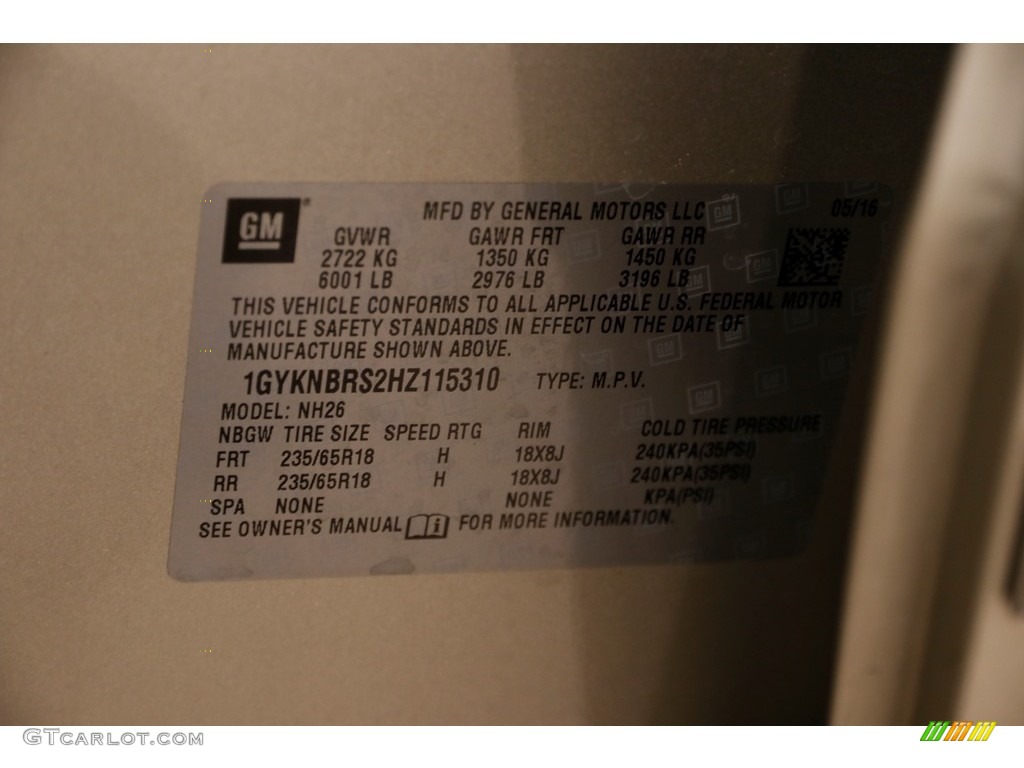 GM
MFD BY GENERAL MOTORS LLC 05/16
GVWR GAWR FRT GAWR RR
2722 KG 1350 KG 1450 KG
6001 LB 2976 LB 3196 LB
THIS VEHICLE CONFORMS TO ALL APPLICABLE U.S. FEDERAL MOTOR
VEHICLE SAFETY STANDARDS IN EFFECT ON THE DATE OF
MANUFACTURE SHOWN ABOVE.
1GYKNBRS2HZ115310 TYPE: M.P.V.
MODEL: NH26
NBGW TIRE SIZE SPEED RTG RIM COLD TIRE PRESSURE
FRT 235/65R18 H 18X8J 240KPA(35PSI)
RR 235/65R18 H 18X8J 240KPA(35PSI)
SPA NONE NONE KPA(PSI)
SEE OWNER'S MANUAL FOR MORE INFORMATION.
GTCarlot.com